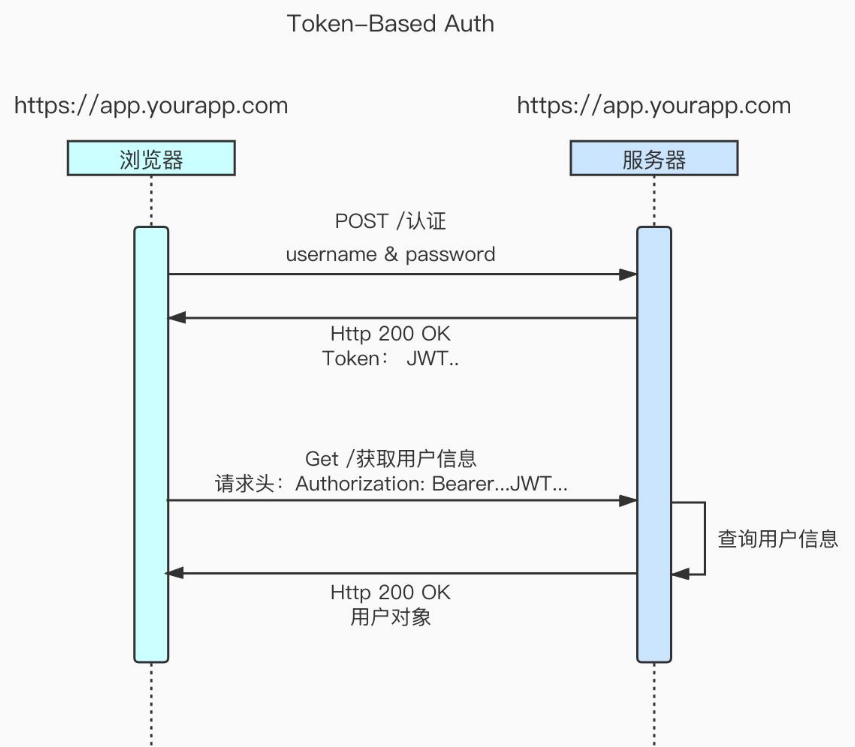 Token-Based Auth
https://app.yourapp.com
https://app.yourapp.com
浏览器
服务器
POST /认证
username & password
Http 200 OK
Token： JWT..
Get /获取用户信息
请求头：Authorization: Bearer...JWT...
查询用户信息
Http 200 OK
用户对象